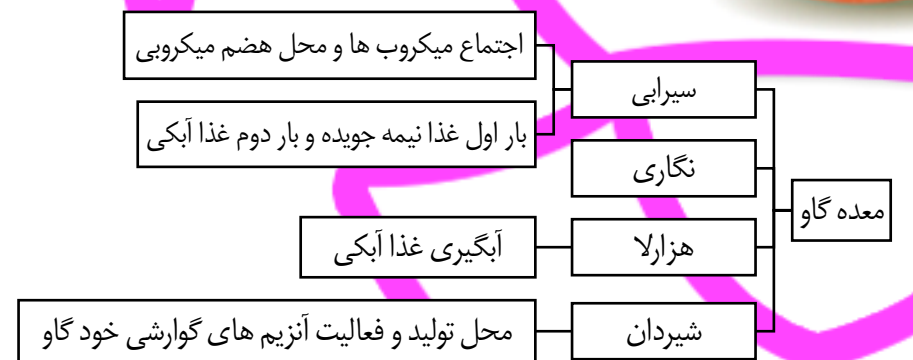 معده گاو
سیرابی
اجتماع میکروب ها و محل هضم میکروبی
بار اول غذا نیمه جویده و بار دوم غذا آبکی
نگاری
هزارلا
آبگیری غذا آبکی
شیردان
محل تولید و فعالیت آنزیم های گوارشی خود گاو